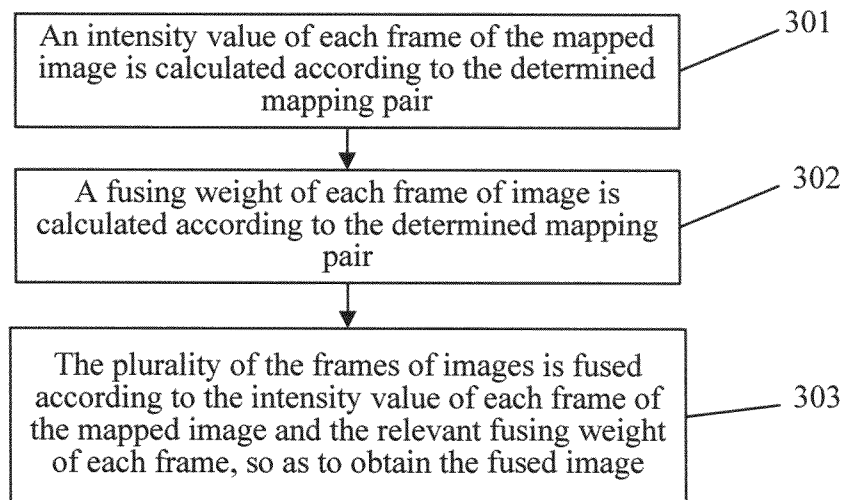 An intensity value of each frame of the mapped
image is calculated according to the determined
mapping pair
301
A fusing weight of each frame of image is
calculated according to the determined mapping
pair
302
The plurality of the frames of images is fused
according to the intensity value of each frame of
the mapped image and the relevant fusing weight
of each frame, so as to obtain the fused image
303